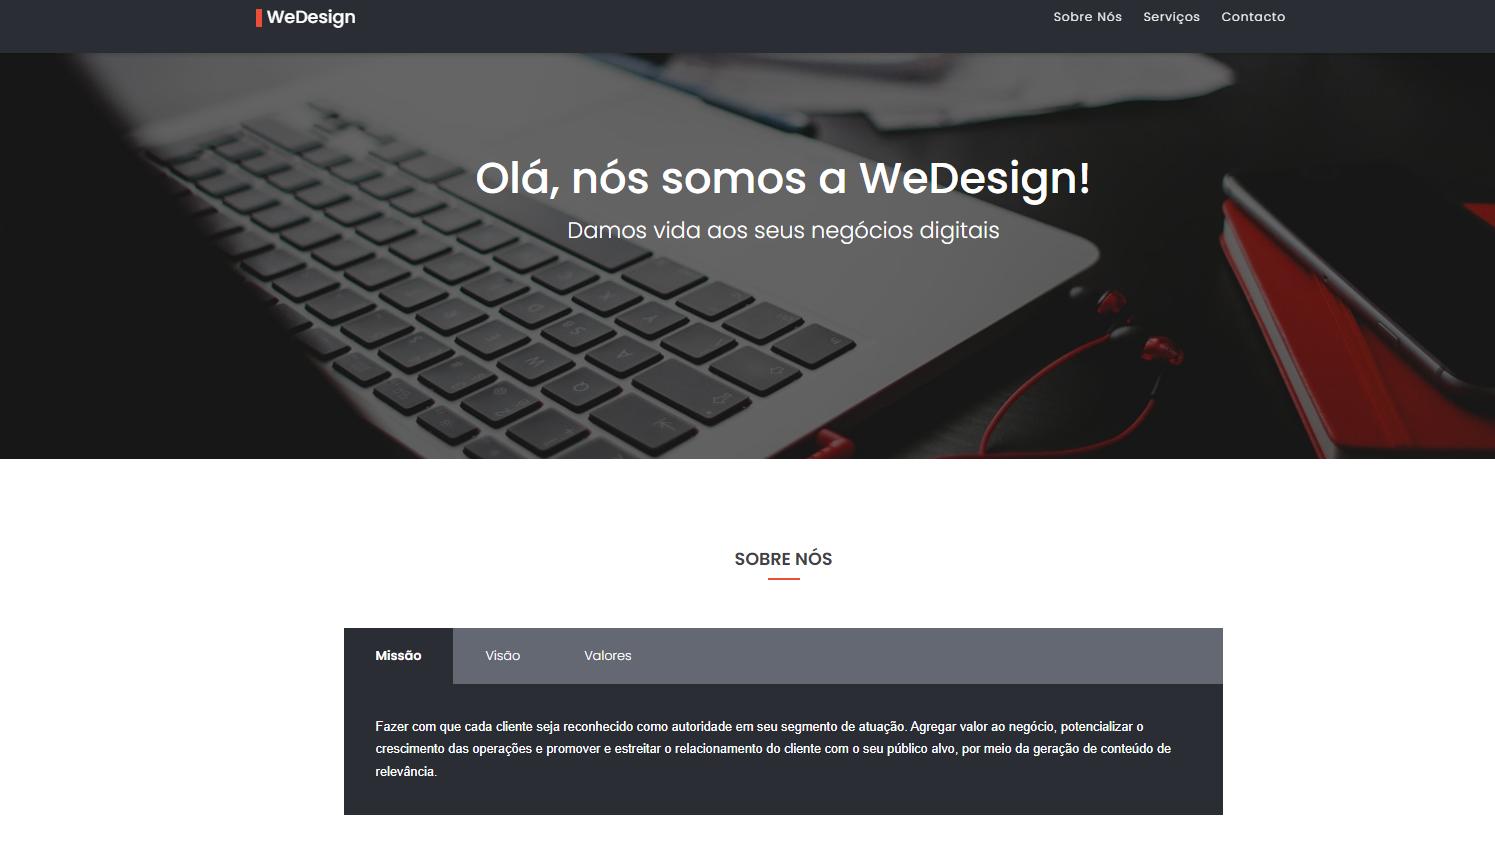 WeDesign
Sobre Nós Serviços Contacto
Olá, nós somos a WeDesign!
Damos vida aos seus negócios digitais
SOBRE NÓS
Missão Visão Valores
Fazer com que cada cliente seja reconhecido como autoridade em seu segmento de atuação. Agregar valor ao negócio, potencializar o
crescimento das operações e promover e estreitar o relacionamento do cliente com o seu público alvo, por meio da geração de conteúdo de
relevância.